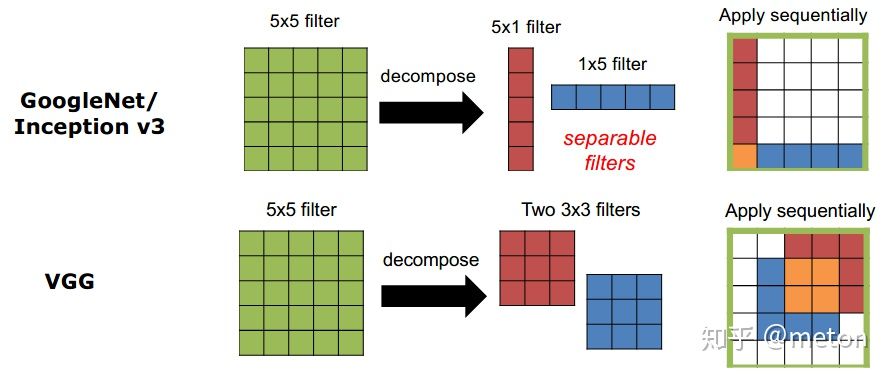 GoogleNet/
Inception v3
5x5 filter
decompose
5x1 filter
1x5 filter
separable
filters
Apply sequentially
VGG
5x5 filter
decompose
Two 3x3 filters
Apply sequentially
知乎 @meton